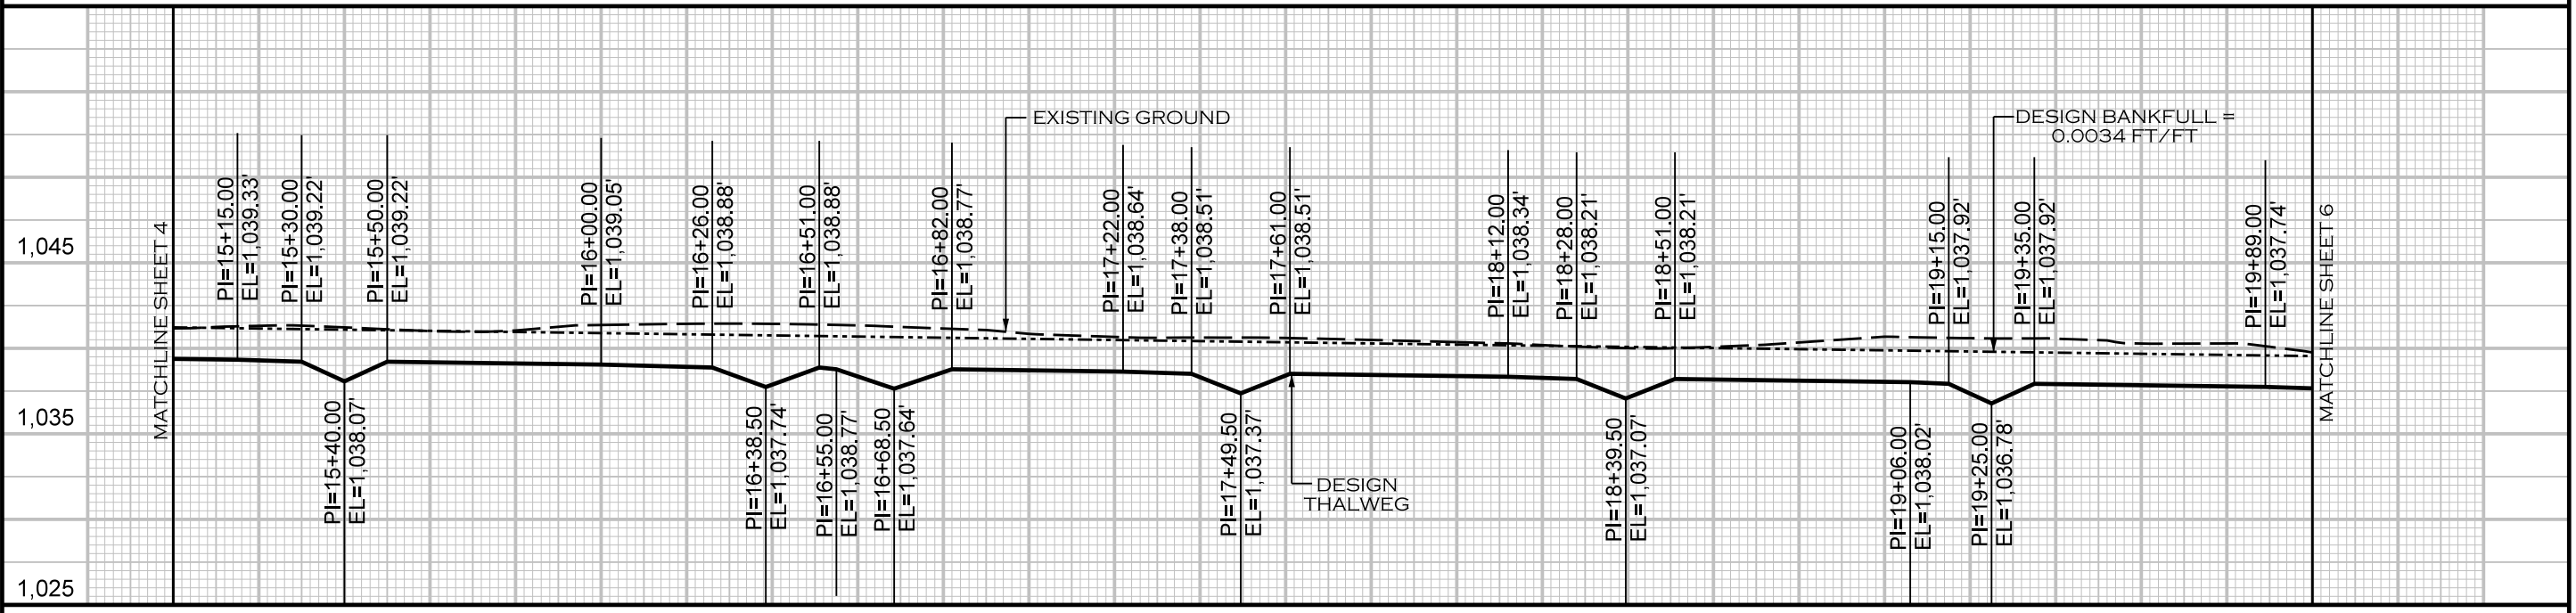 EXISTING GROUND
DESIGN BANKFULL =
0.0034 FT/FT
1,045
1,035
1,025
MATCHLINE SHEET 4
PI=15+15.00
EL=1,039.33'
PI=15+30.00
EL=1,039.22'
PI=15+50.00
EL=1,039.22'
PI=16+00.00
EL=1,039.05'
PI=16+26.00
EL=1,038.88'
PI=16+51.00
EL=1,038.88'
PI=16+82.00
EL=1,038.77'
PI=17+22.00
EL=1,038.64'
PI=17+38.00
EL=1,038.51'
PI=17+61.00
EL=1,038.51'
PI=18+12.00
EL=1,038.34'
PI=18+28.00
EL=1,038.21'
PI=18+51.00
EL=1,038.21'
PI=19+15.00
EL=1,037.92'
PI=19+35.00
EL=1,037.92'
PI=19+89.00
EL=1,037.74'
MATCHLINE SHEET 6
PI=15+40.00
EL=1,038.07'
PI=16+38.50
EL=1,037.74'
PI=16+55.00
EL=1,038.77'
PI=16+68.50
EL=1,037.64'
PI=17+49.50
EL=1,037.37'
DESIGN
THALWEG
PI=18+39.50
EL=1,037.07'
PI=19+06.00
EL=1,038.02'
PI=19+25.00
EL=1,036.78'